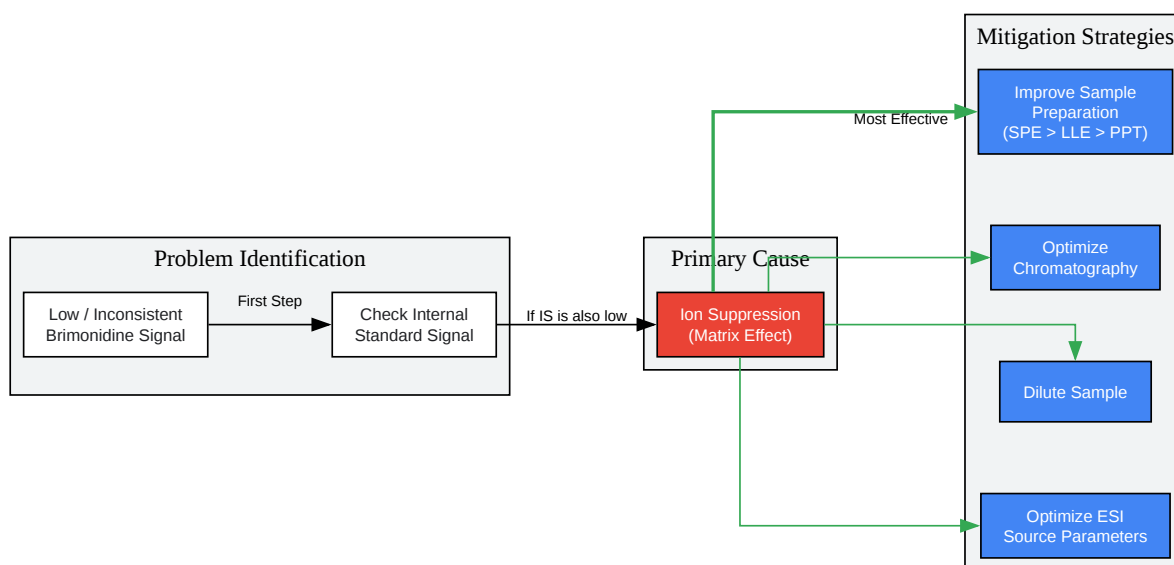 Problem Identification
Low / Inconsistent
Brimonidine Signal
First Step
Check Internal
Standard Signal
If IS is also low
Primary Cause
Ion Suppression
(Matrix Effect)
Most Effective
Mitigation Strategies
Improve Sample
Preparation
(SPE > LLE > PPT)
Optimize
Chromatography
Dilute Sample
Optimize ESI
Source Parameters